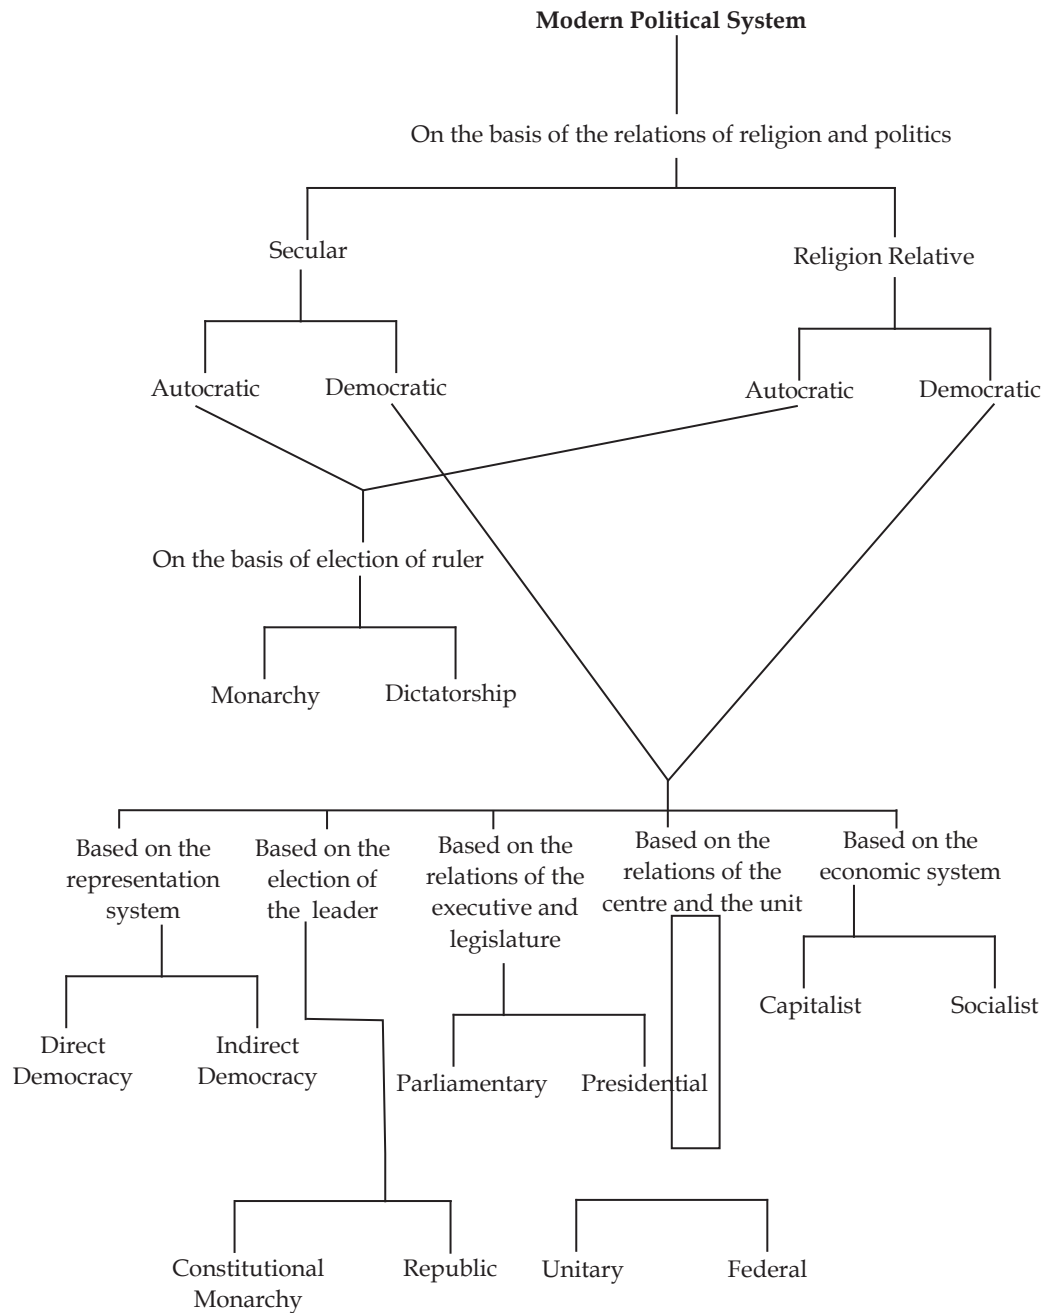 Modern Political System
On the basis of the relations of religion and politics
Secular
Religion Relative
Autocratic
Democratic
Autocratic
Democratic
On the basis of election of ruler
Monarchy
Dictatorship
Based on the
representation
system
Based on the
election of
the leader
Based on the
relations of the
executive and
legislature
Based on the
relations of the
centre and the unit
Based on the
economic system
Capitalist
Socialist
Direct
Democracy
Indirect
Democracy
Parliamentary
Presidential
Constitutional
Monarchy
Republic
Unitary
Federal